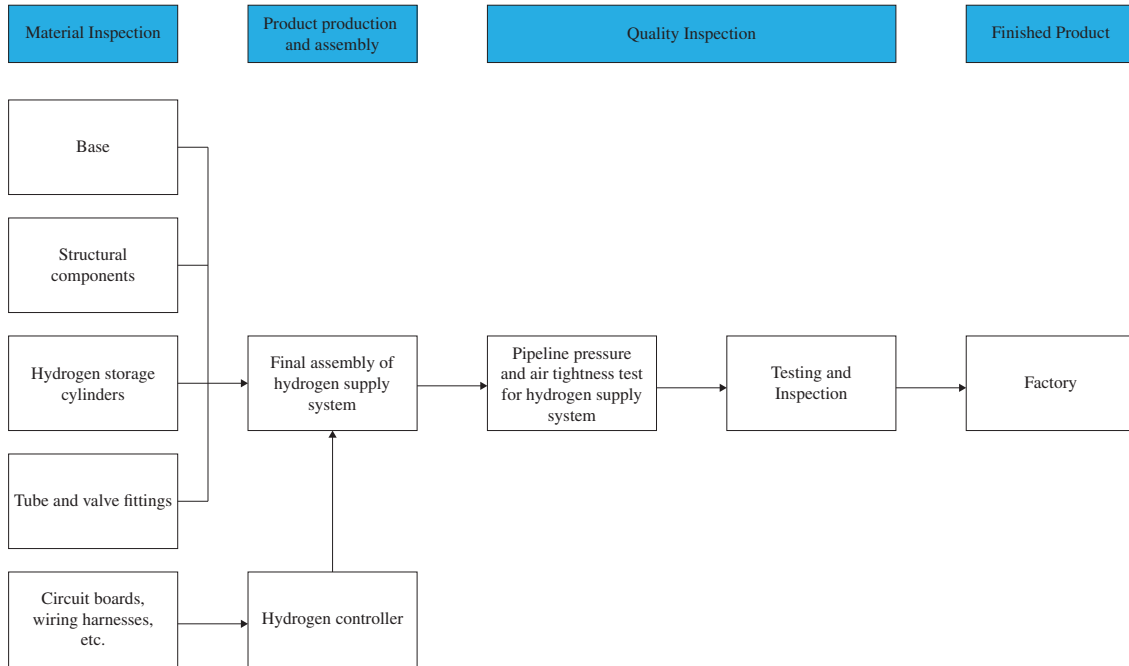 Material Inspection
Product production
and assembly
Quality Inspection
Finished Product
Base
Structural
components
Hydrogen storage
cylinders
Final assembly of
hydrogen supply
system
Pipeline pressure
and air tightness test
for hydrogen supply
system
Testing and
Inspection
Factory
Tube and valve fittings
Circuit boards,
wiring harnesses,
etc.
Hydrogen controller